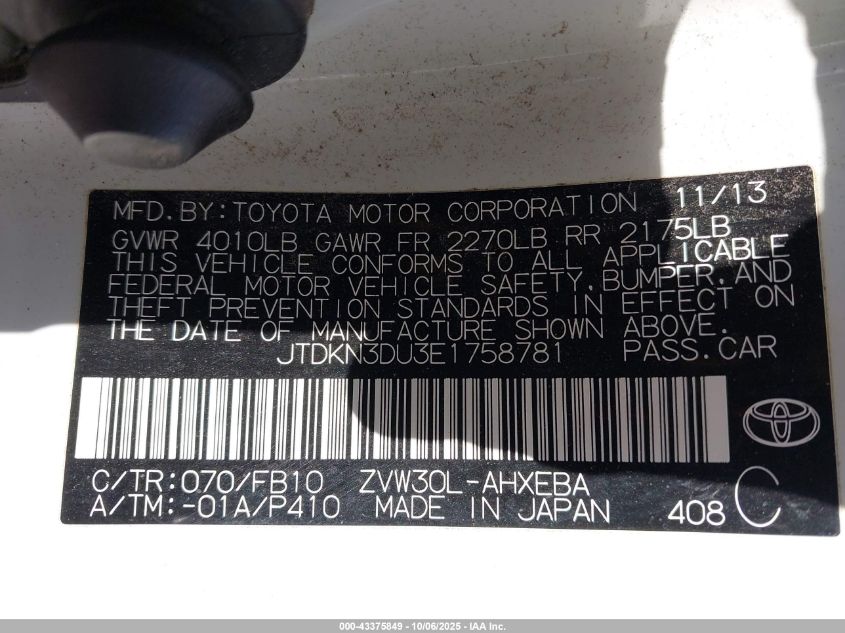 MFD. BY: TOYOTA MOTOR CORPORATION 11/13
GVWR 4010LB GAWR FR 2270LB RR 2175LB
THIS VEHICLE CONFORMS TO ALL APPLICABLE
FEDERAL MOTOR VEHICLE SAFETY, BUMPER, AND
THEFT PREVENTION STANDARDS IN EFFECT ON
THE DATE OF MANUFACTURE SHOWN ABOVE.
JTDKN3DU3E1758781 PASS. CAR
C/TR: 070/FB10 ZVW30L-AHXEBA
A/TM: -01A/P410 MADE IN JAPAN 408 C
000-43375849 - 10/06/2025 - IAA Inc.